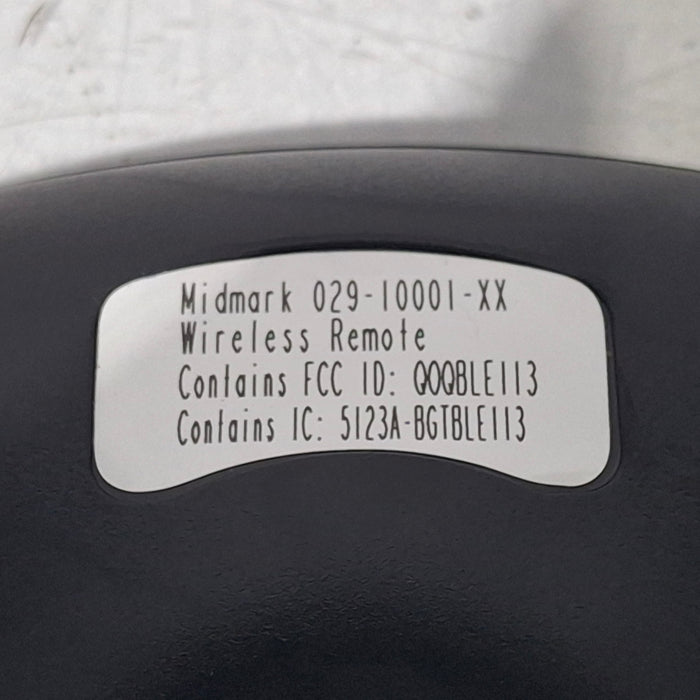 Midmark 029-10001-XX
Wireless Remote
Contains FCC ID: QOQBLE113
Contains IC: 5123A-BGTBLE113